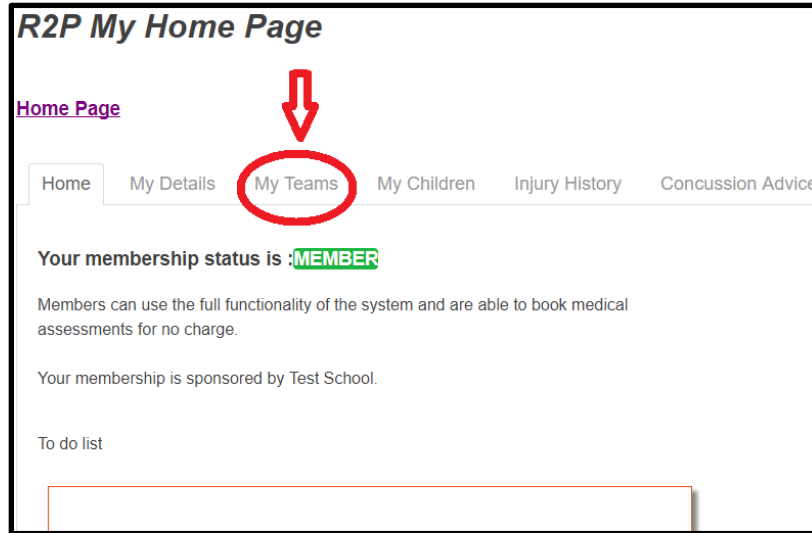 R2P My Home Page
Home Page
Home My Details My Teams My Children Injury History Concussion Advice
Your membership status is :MEMBER
Members can use the full functionality of the system and are able to book medical
assessments for no charge.
Your membership is sponsored by Test School.
To do list